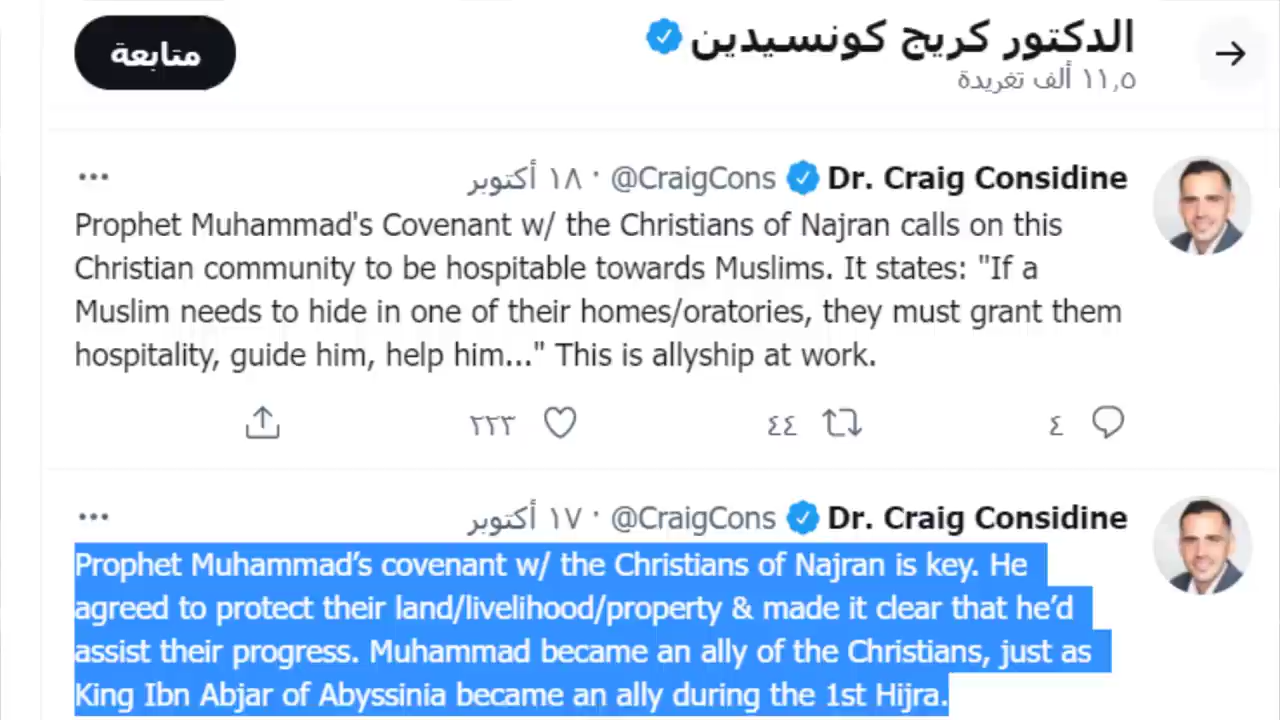 الدكتور كريج كونسيدين
١١,٥ ألف تغريدة
متابعة
Dr. Craig Considine @CraigCons · ١٨ أكتوبر
Prophet Muhammad's Covenant w/ the Christians of Najran calls on this
Christian community to be hospitable towards Muslims. It states: "If a
Muslim needs to hide in one of their homes/oratories, they must grant them
hospitality, guide him, help him..." This is allyship at work.
٤ ٤٤ ٢٢٣
Dr. Craig Considine @CraigCons · ١٧ أكتوبر
Prophet Muhammad’s covenant w/ the Christians of Najran is key. He
agreed to protect their land/livelihood/property & made it clear that he’d
assist their progress. Muhammad became an ally of the Christians, just as
King Ibn Abjar of Abyssinia became an ally during the 1st Hijra.